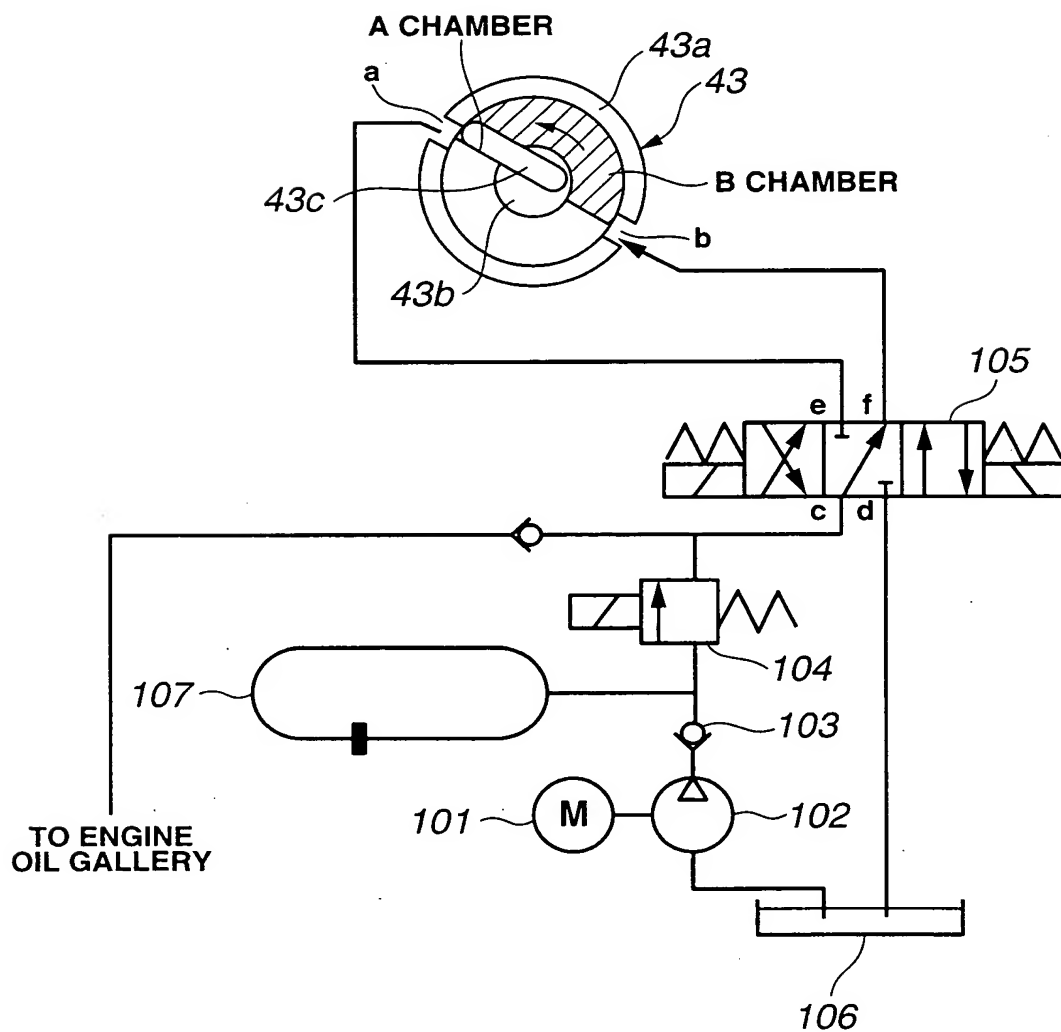 A CHAMBER
43a
a
43
B CHAMBER
43c
b
43b
105
e f
c d
104
107
103
101 M 102
TO ENGINE
OIL GALLERY
106